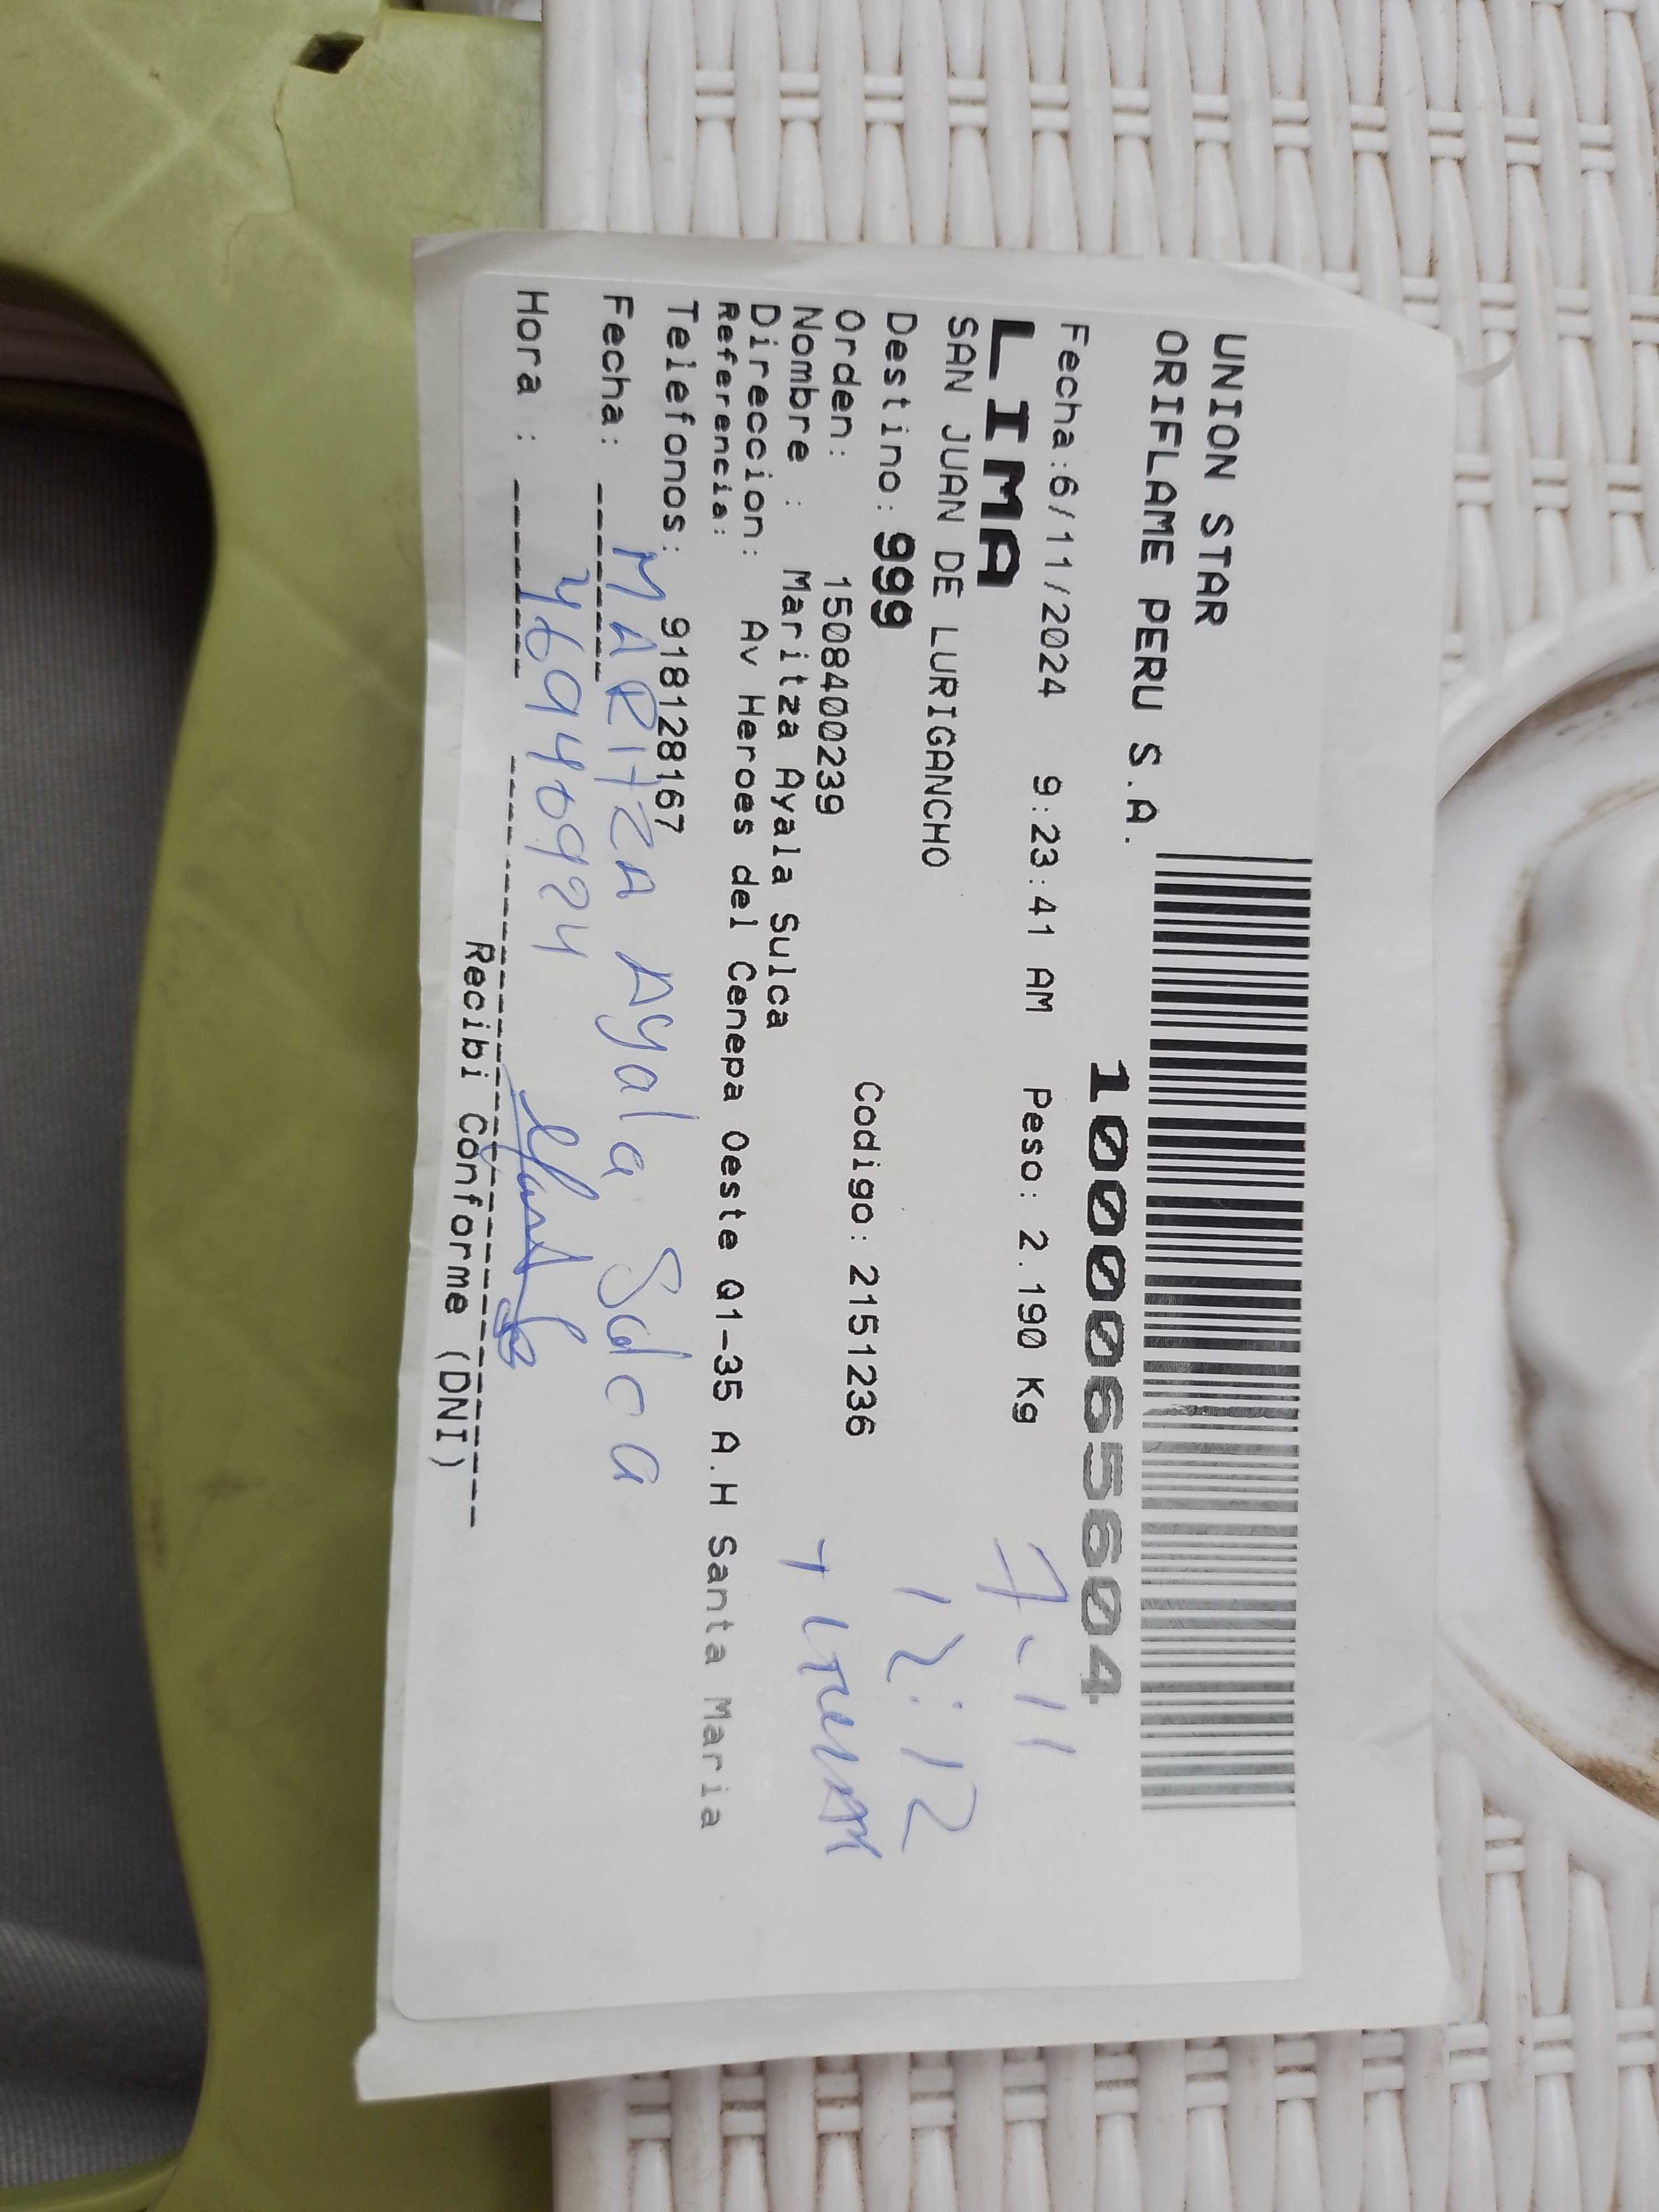 UNION STAR
ORIFLAME PERU S.A.
10000656604
Fecha:6/11/2024 9:23:41 AM Peso: 2.190 Kg
LIMA
7-11
SAN JUAN DE LURIGANCHO
12:12
Destino: 999
Orden: 1508400239 Codigo: 2151236
Nombre : Maritza Ayala Sulca
Direccion: Av Heroes del Cenepa Oeste Q1-35 A.H Santa Maria
Referencia:
Telefonos: 918128167
MARITZA Ayala Sulca
Fecha:
46940924
Hora :
Recibi Conforme (DNI)